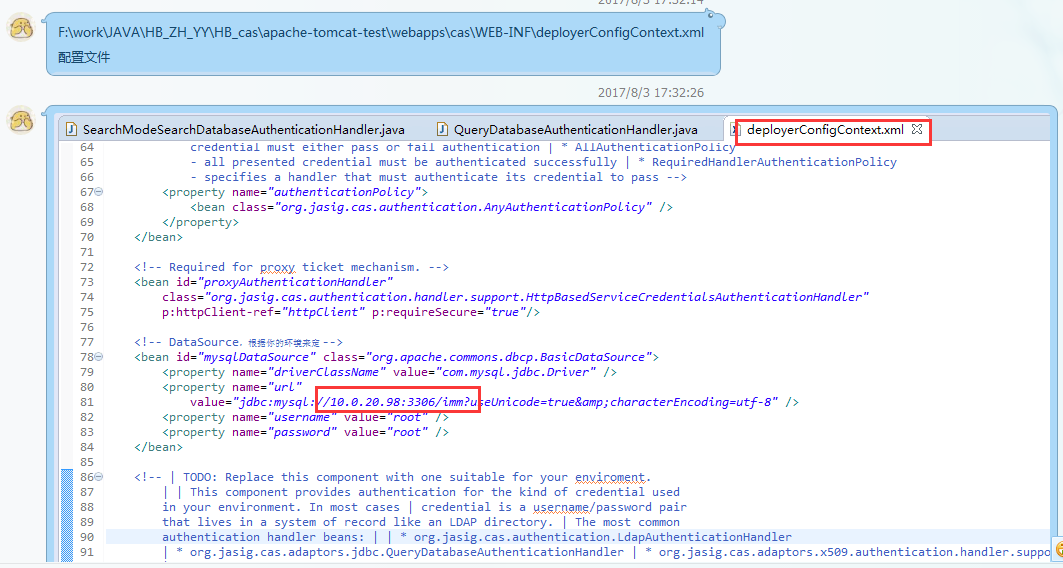 2017/8/3 17:32:14
F:\work\JAVA\HB_ZH_YY\HB_cas\apache-tomcat-test\webapps\cas\WEB-INF\deployerConfigContext.xml
配置文件
2017/8/3 17:32:26
SearchModeSearchDatabaseAuthenticationHandler.java QueryDatabaseAuthenticationHandler.java deployerConfigContext.xml
64 credential must either pass or fail authentication | * AllAuthenticationPolicy
65 - all presented credential must be authenticated successfully | * RequiredHandlerAuthenticationPolicy
66 - specifies a handler that must authenticate its credential to pass -->
67 <property name="authenticationPolicy">
68 <bean class="org.jasig.cas.authentication.AnyAuthenticationPolicy" />
69 </property>
70 </bean>
71
72 <!-- Required for proxy ticket mechanism. -->
73 <bean id="proxyAuthenticationHandler"
74 class="org.jasig.cas.authentication.handler.support.HttpBasedServiceCredentialsAuthenticationHandler"
75 p:httpClient-ref="httpClient" p:requireSecure="true"/>
76
77 <!-- DataSource．根据你的环境来定 -->
78 <bean id="mysqlDataSource" class="org.apache.commons.dbcp.BasicDataSource">
79 <property name="driverClassName" value="com.mysql.jdbc.Driver" />
80 <property name="url"
81 value="jdbc:mysql://10.0.20.98:3306/imm?useUnicode=true&amp;characterEncoding=utf-8" />
82 <property name="username" value="root" />
83 <property name="password" value="root" />
84 </bean>
85
86 <!-- | TODO: Replace this component with one suitable for your enviroment.
87 | | This component provides authentication for the kind of credential used
88 in your environment. In most cases | credential is a username/password pair
89 that lives in a system of record like an LDAP directory. | The most common
90 authentication handler beans: | | * org.jasig.cas.authentication.LdapAuthenticationHandler
91 | * org.jasig.cas.adaptors.jdbc.QueryDatabaseAuthenticationHandler | * org.jasig.cas.adaptors.x509.authentication.handler.suppo